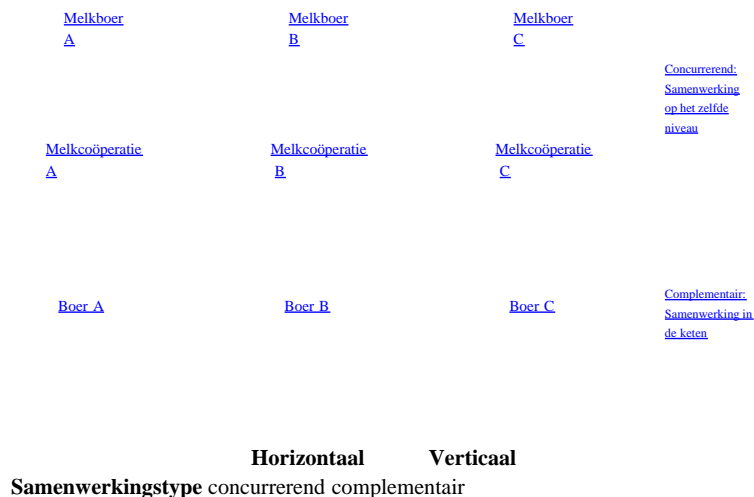 Melkboer A
Melkboer B
Melkboer C
Concurrerend:
Samenwerking
op het zelfde
niveau
Melkcoöperatie A
Melkcoöperatie B
Melkcoöperatie C
Boer A
Boer B
Boer C
Complementair:
Samenwerking in
de keten
Horizontaal Verticaal
Samenwerkingstype concurrerend complementair